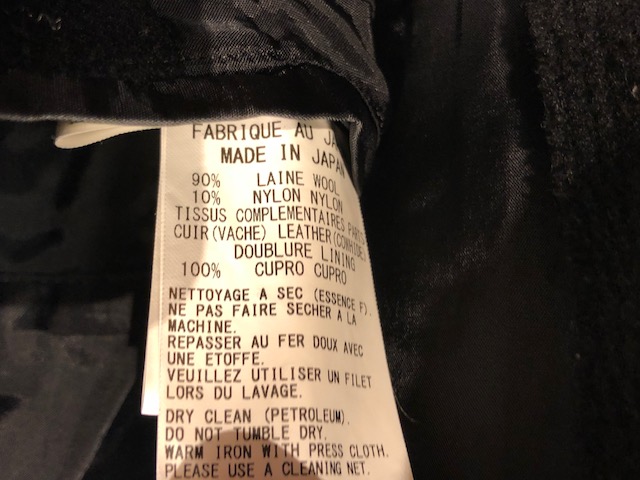 FABRIQUE AU
MADE IN JAPAN
90% LAINE WOOL
10% NYLON NYLON
TISSUS COMPLEMENTAIRES
CUIR (VACHE) LEATHER (COWHIDE)
DOUBLURE LINING
100% CUPRO CUPRO
NETTOYAGE A SEC (ESSENCE F).
NE PAS FAIRE SECHER A LA
MACHINE.
REPASSER AU FER DOUX AVEC
UNE ETOFFE.
VEUILLEZ UTILISER UN FILET
LORS DU LAVAGE.
DRY CLEAN (PETROLEUM).
DO NOT TUMBLE DRY.
WARM IRON WITH PRESS CLOTH.
PLEASE USE A CLEANING NET.